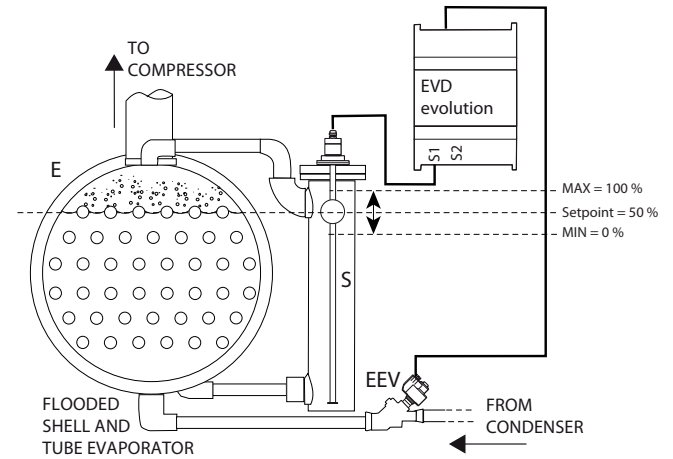 TO
COMPRESSOR
EVD
evolution
S1
S2
E
MAX = 100 %
Setpoint = 50 %
MIN = 0 %
S
EEV
FLOODED
SHELL AND
TUBE EVAPORATOR
FROM
CONDENSER